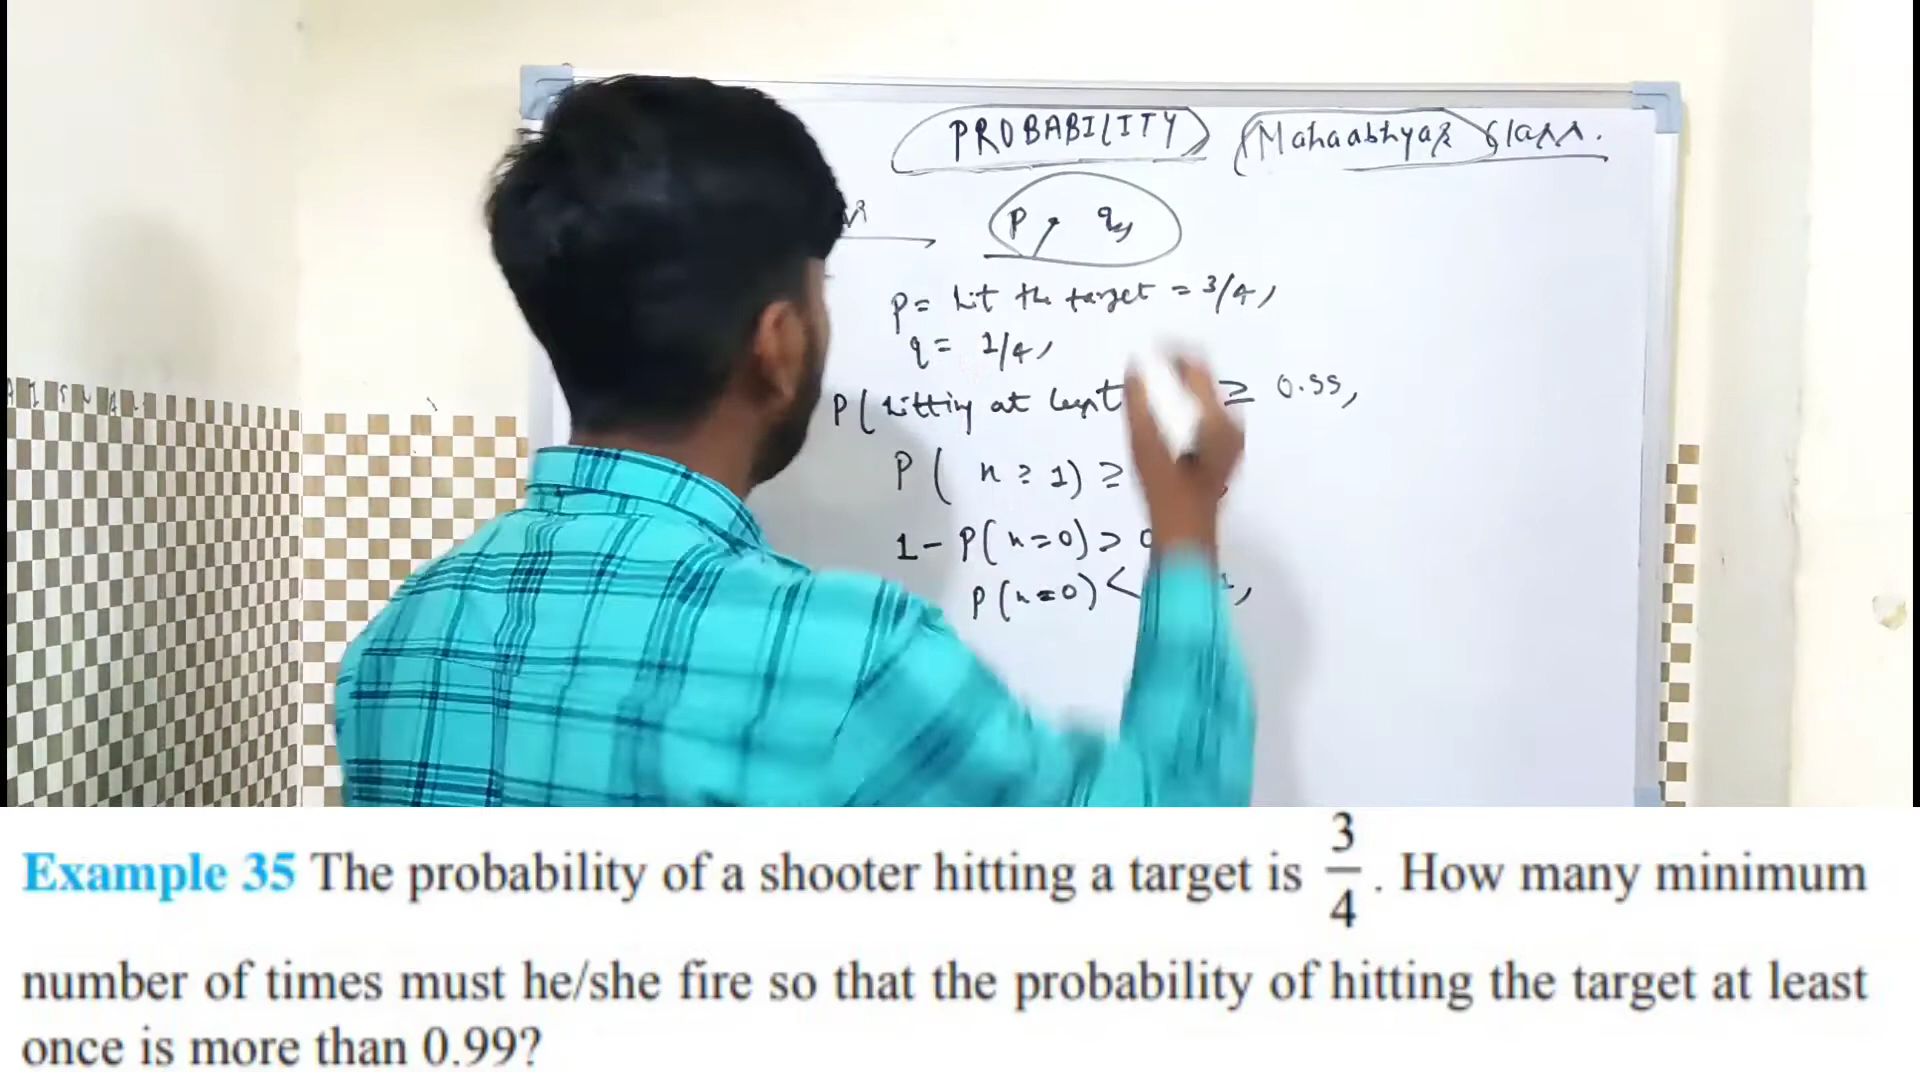 PROBABILITY Mahaabhyas Class.
P, q,
P = hit the target = 3/4,
q = 1/4,
P( hitting at least ≥ 0.99,
P( n ≥ 1) ≥
1 - P( n=0) > 0
P(n=0) <
Example 35 The probability of a shooter hitting a target is 3/4 . How many minimum
number of times must he/she fire so that the probability of hitting the target at least
once is more than 0.99?